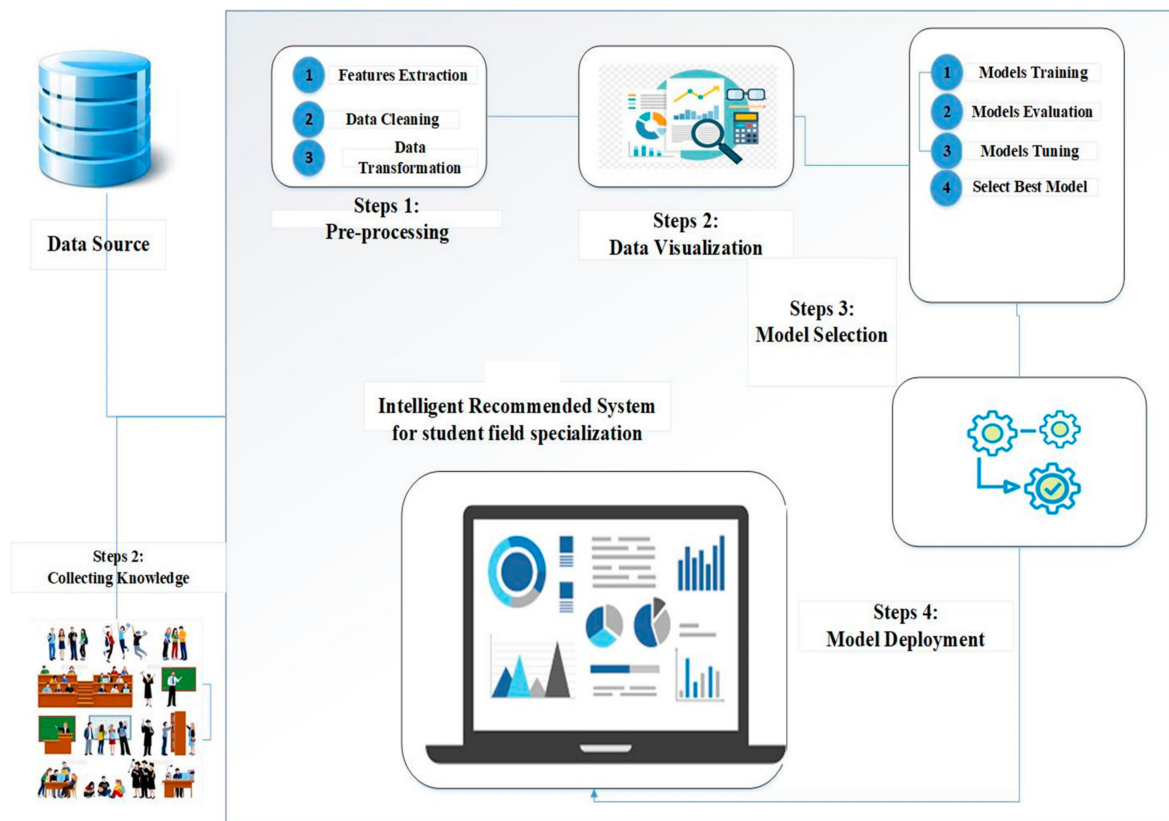 Data Source
1 Features Extraction
2 Data Cleaning
3 Data
Transformation
Steps 1:
Pre-processing
Steps 2:
Data Visualization
1 Models Training
2 Models Evaluation
3 Models Tuning
4 Select Best Model
Steps 3:
Model Selection
Intelligent Recommended System
for student field specialization
Steps 2:
Collecting Knowledge
Steps 4:
Model Deployment